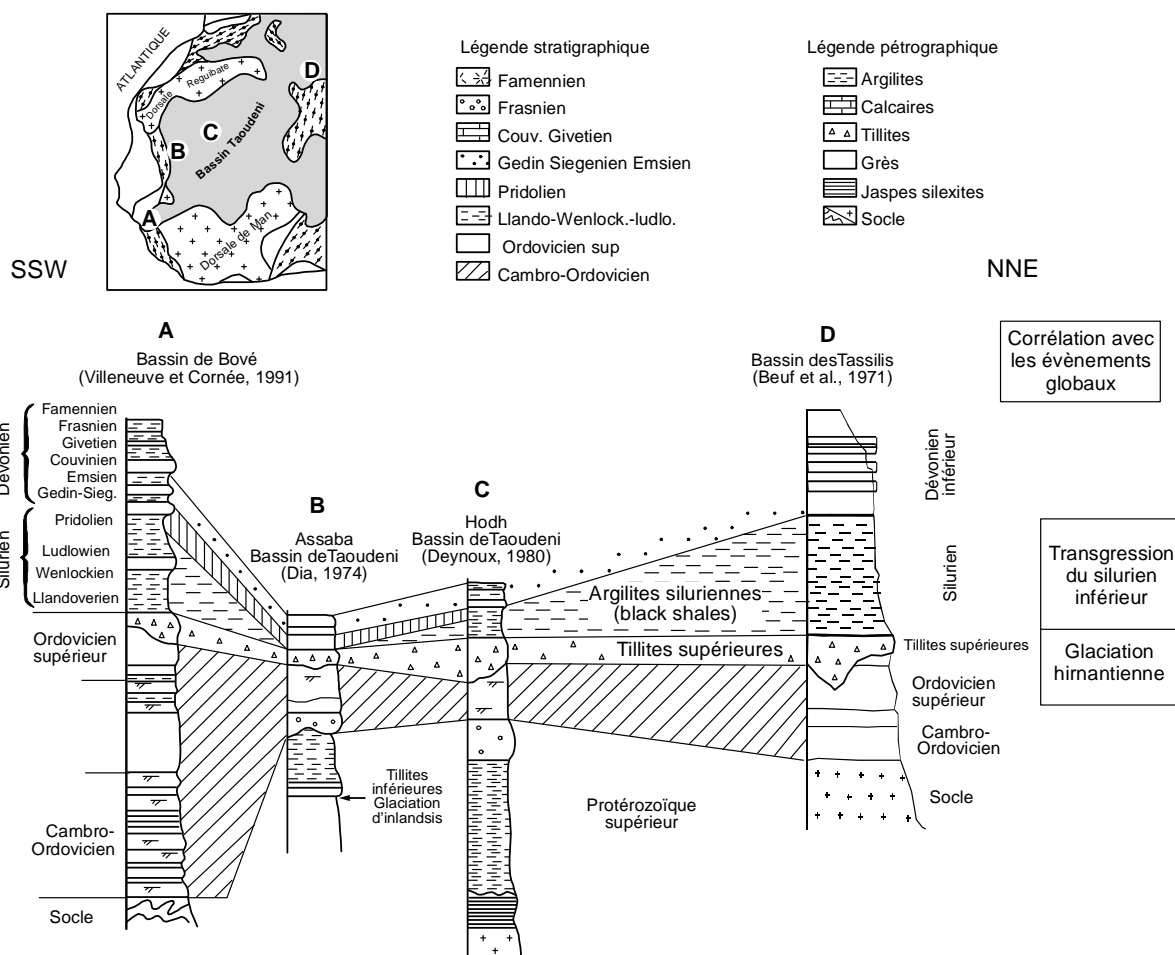 ATLANTIQUE
Dorsale Reguibate
D
C
B
Bassin Taoudeni
A
Dorsale de Man
Légende stratigraphique
Famennien
Frasnien
Couv. Givetien
Gedin Siegenien Emsien
Pridolien
Llando-Wenlock.-ludlo.
Ordovicien sup
Cambro-Ordovicien
Légende pétrographique
Argilites
Calcaires
Tillites
Grès
Jaspes silexites
Socle
SSW
NNE
A
Bassin de Bové
(Villeneuve et Cornée, 1991)
D
Bassin desTassilis
(Beuf et al., 1971)
Corrélation avec
les évènements
globaux
Dévonien
Famennien
Frasnien
Givetien
Couvinien
Emsien
Gedin-Sieg.
Silurien
Pridolien
Ludlowien
Wenlockien
Llandoverien
Ordovicien
supérieur
Cambro-
Ordovicien
Socle
B
Assaba
Bassin deTaoudeni
(Dia, 1974)
C
Hodh
Bassin deTaoudeni
(Deynoux, 1980)
Argilites siluriennes
(black shales)
Tillites supérieures
Tillites
inférieures
Glaciation
d'inlandsis
Protérozoïque
supérieur
Dévonien
inférieur
Silurien
Tillites supérieures
Ordovicien
supérieur
Cambro-
Ordovicien
Socle
Transgression
du silurien
inférieur
Glaciation
hirnantienne